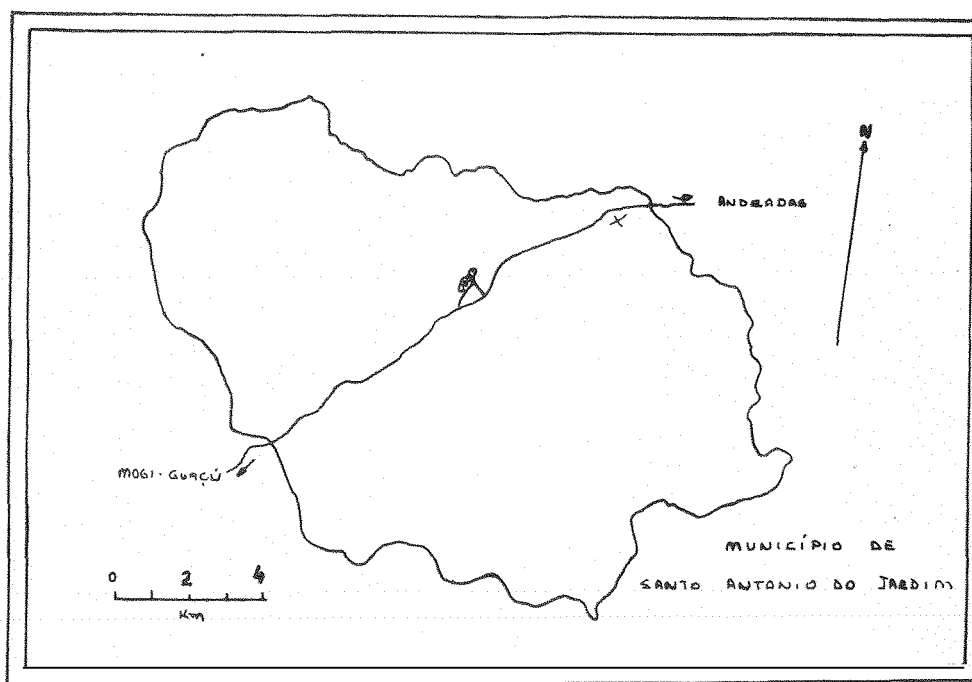 N
ANDRADAS
X
MOGI-GUAÇÚ
0 2 4
Km
MUNICÍPIO DE
SANTO ANTONIO DO JARDIM